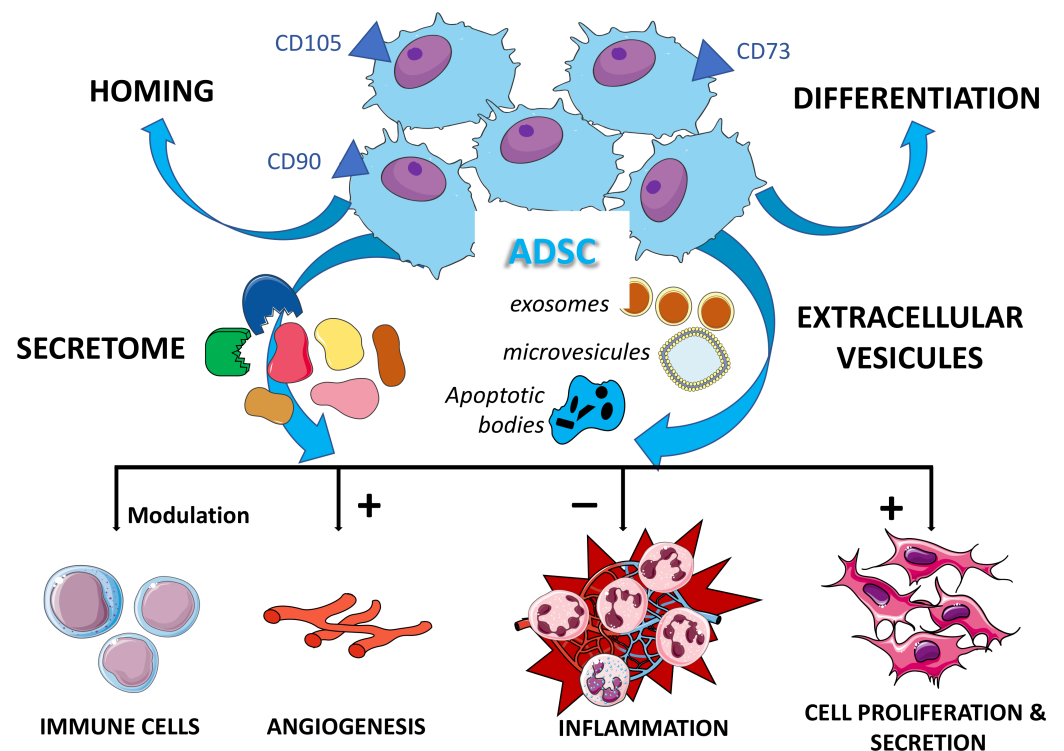 CD105
CD73
HOMING
DIFFERENTIATION
CD90
ADSC
exosomes
EXTRACELLULAR
VESICULES
SECRETOME
microvesicules
Apoptotic
bodies
Modulation
+
−
+
IMMUNE CELLS
ANGIOGENESIS
INFLAMMATION
CELL PROLIFERATION &
SECRETION